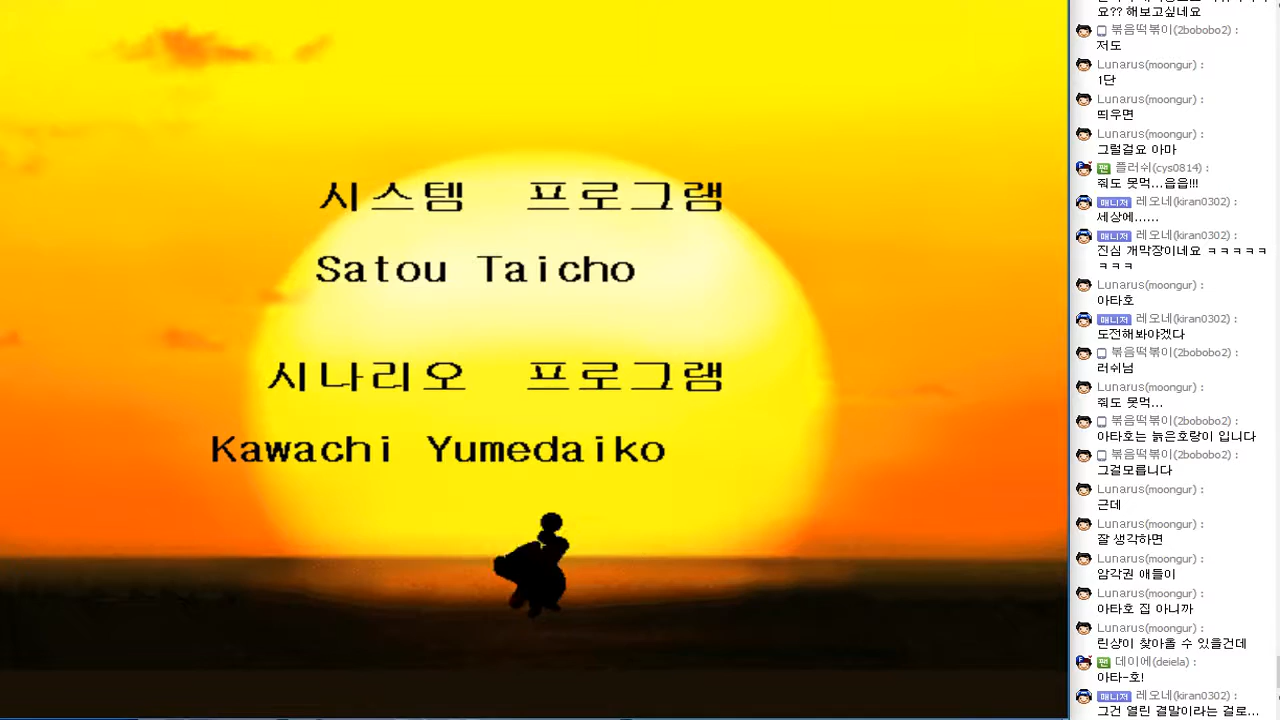 시스템 프로그램
Satou Taicho
시나리오 프로그램
Kawachi Yumedaiko
요?? 해보고싶네요
볶음떡볶이(2bobobo2) :
저도
Lunarus(moongur) :
1단
Lunarus(moongur) :
띄우면
Lunarus(moongur) :
그럴걸요 아마
팬 플러쉬(cys0814) :
줘도 못먹...읍읍!!!
매니저 레오네(kiran0302) :
세상에......
매니저 레오네(kiran0302) :
진심 개막장이네요 ㅋㅋㅋㅋㅋ
ㅋㅋㅋ
Lunarus(moongur) :
아타호
매니저 레오네(kiran0302) :
도전해봐야겠다
볶음떡볶이(2bobobo2) :
러쉬님
Lunarus(moongur) :
줘도 못먹...
볶음떡볶이(2bobobo2) :
아타호는 늙은호랑이 입니다
볶음떡볶이(2bobobo2) :
그걸모릅니다
Lunarus(moongur) :
근데
Lunarus(moongur) :
잘 생각하면
Lunarus(moongur) :
암각권 애들이
Lunarus(moongur) :
아타호 집 아니까
Lunarus(moongur) :
린샹이 찾아올 수 있을건데
팬 데이에(deiela) :
아타-호!
매니저 레오네(kiran0302) :
그건 열린 결말이라는 걸로...